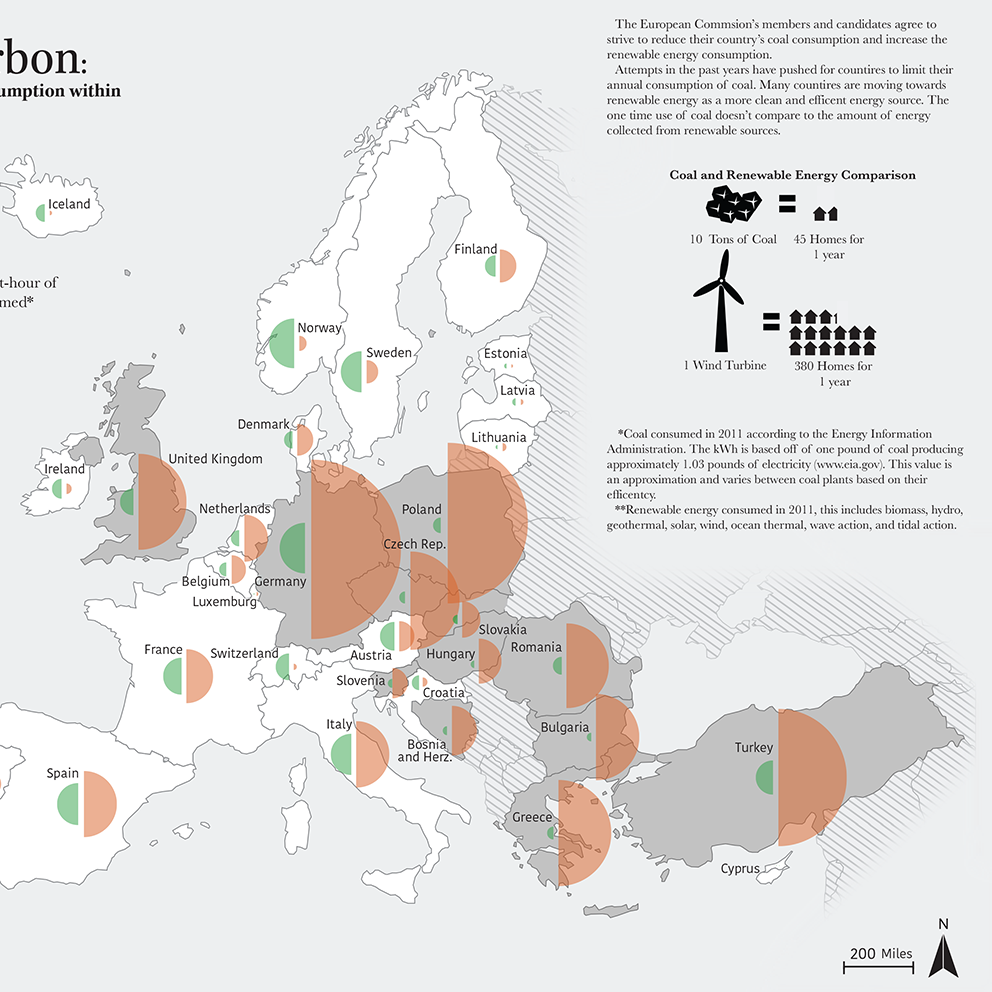 rbon:
umption within
t-hour of
med*
The European Commsion's members and candidates agree to
strive to reduce their country's coal consumption and increase the
renewable energy consumption.
Attempts in the past years have pushed for countires to limit their
annual consumption of coal. Many countires are moving towards
renewable energy as a more clean and efficent energy source. The
one time use of coal doesn't compare to the amount of energy
collected from renewable sources.
Coal and Renewable Energy Comparison
=
10 Tons of Coal
45 Homes for
1 year
=
1 Wind Turbine
380 Homes for
1 year
*Coal consumed in 2011 according to the Energy Information
Administration. The kWh is based off of one pound of coal producing
approximately 1.03 pounds of electricity (www.eia.gov). This value is
an approximation and varies between coal plants based on their
efficentcy.
**Renewable energy consumed in 2011, this includes biomass, hydro,
geothermal, solar, wind, ocean thermal, wave action, and tidal action.
Iceland
Finland
Norway
Sweden
Estonia
Latvia
Denmark
Lithuania
United Kingdom
Ireland
Netherlands
Poland
Czech Rep.
Belgium
Germany
Luxemburg
Slovakia
France
Switzerland
Austria
Hungary
Romania
Slovenia
Croatia
Italy
Bosnia
and Herz.
Bulgaria
Turkey
Spain
Greece
Cyprus
N
200 Miles